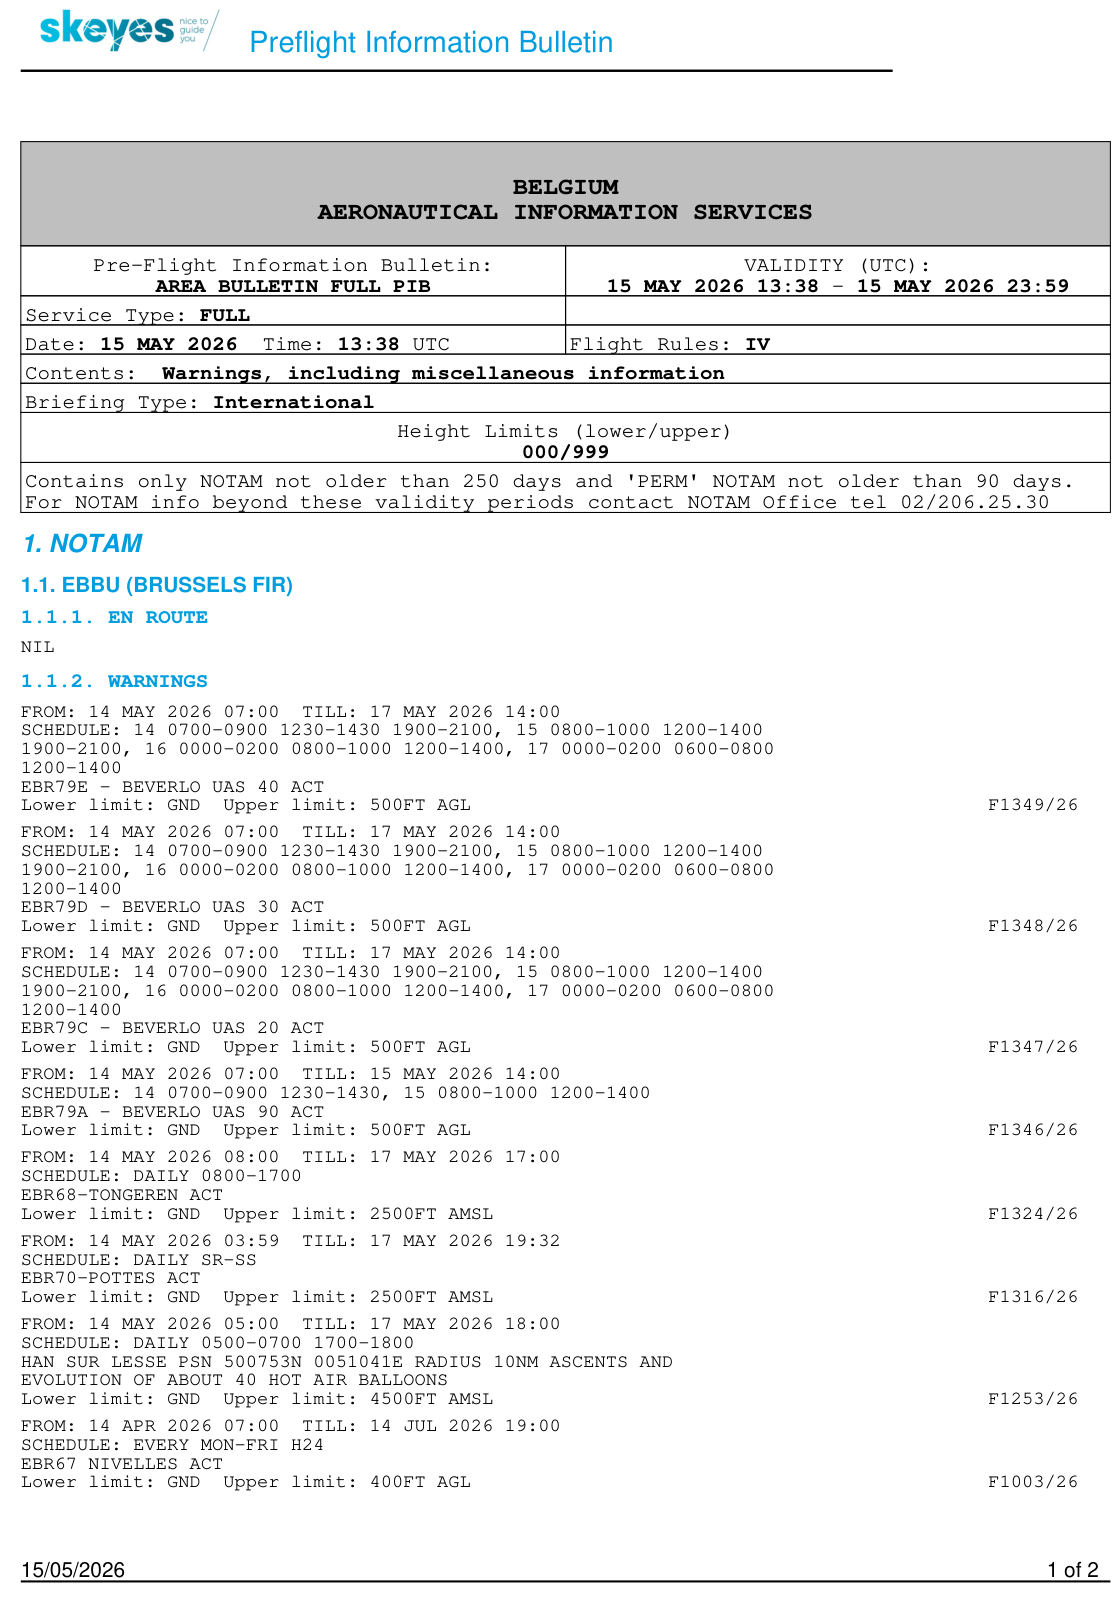 skeyes nice to guide you
Preflight Information Bulletin
BELGIUM
AERONAUTICAL INFORMATION SERVICES
Pre-Flight Information Bulletin:
AREA BULLETIN FULL PIB
VALIDITY (UTC):
15 MAY 2026 13:38 - 15 MAY 2026 23:59
Service Type: FULL
Date: 15 MAY 2026  Time: 13:38 UTC
Flight Rules: IV
Contents:  Warnings, including miscellaneous information
Briefing Type: International
Height Limits (lower/upper)
000/999
Contains only NOTAM not older than 250 days and 'PERM' NOTAM not older than 90 days.
For NOTAM info beyond these validity periods contact NOTAM Office tel 02/206.25.30
1. NOTAM
1.1. EBBU (BRUSSELS FIR)
1.1.1. EN ROUTE
NIL
1.1.2. WARNINGS
FROM: 14 MAY 2026 07:00  TILL: 17 MAY 2026 14:00
SCHEDULE: 14 0700-0900 1230-1430 1900-2100, 15 0800-1000 1200-1400
1900-2100, 16 0000-0200 0800-1000 1200-1400, 17 0000-0200 0600-0800
1200-1400
EBR79E - BEVERLO UAS 40 ACT
Lower limit: GND  Upper limit: 500FT AGL F1349/26
FROM: 14 MAY 2026 07:00  TILL: 17 MAY 2026 14:00
SCHEDULE: 14 0700-0900 1230-1430 1900-2100, 15 0800-1000 1200-1400
1900-2100, 16 0000-0200 0800-1000 1200-1400, 17 0000-0200 0600-0800
1200-1400
EBR79D - BEVERLO UAS 30 ACT
Lower limit: GND  Upper limit: 500FT AGL F1348/26
FROM: 14 MAY 2026 07:00  TILL: 17 MAY 2026 14:00
SCHEDULE: 14 0700-0900 1230-1430 1900-2100, 15 0800-1000 1200-1400
1900-2100, 16 0000-0200 0800-1000 1200-1400, 17 0000-0200 0600-0800
1200-1400
EBR79C - BEVERLO UAS 20 ACT
Lower limit: GND  Upper limit: 500FT AGL F1347/26
FROM: 14 MAY 2026 07:00  TILL: 15 MAY 2026 14:00
SCHEDULE: 14 0700-0900 1230-1430, 15 0800-1000 1200-1400
EBR79A - BEVERLO UAS 90 ACT
Lower limit: GND  Upper limit: 500FT AGL F1346/26
FROM: 14 MAY 2026 08:00  TILL: 17 MAY 2026 17:00
SCHEDULE: DAILY 0800-1700
EBR68-TONGEREN ACT
Lower limit: GND  Upper limit: 2500FT AMSL F1324/26
FROM: 14 MAY 2026 03:59  TILL: 17 MAY 2026 19:32
SCHEDULE: DAILY SR-SS
EBR70-POTTES ACT
Lower limit: GND  Upper limit: 2500FT AMSL F1316/26
FROM: 14 MAY 2026 05:00  TILL: 17 MAY 2026 18:00
SCHEDULE: DAILY 0500-0700 1700-1800
HAN SUR LESSE PSN 500753N 0051041E RADIUS 10NM ASCENTS AND
EVOLUTION OF ABOUT 40 HOT AIR BALLOONS
Lower limit: GND  Upper limit: 4500FT AMSL F1253/26
FROM: 14 APR 2026 07:00  TILL: 14 JUL 2026 19:00
SCHEDULE: EVERY MON-FRI H24
EBR67 NIVELLES ACT
Lower limit: GND  Upper limit: 400FT AGL F1003/26
15/05/2026 1 of 2